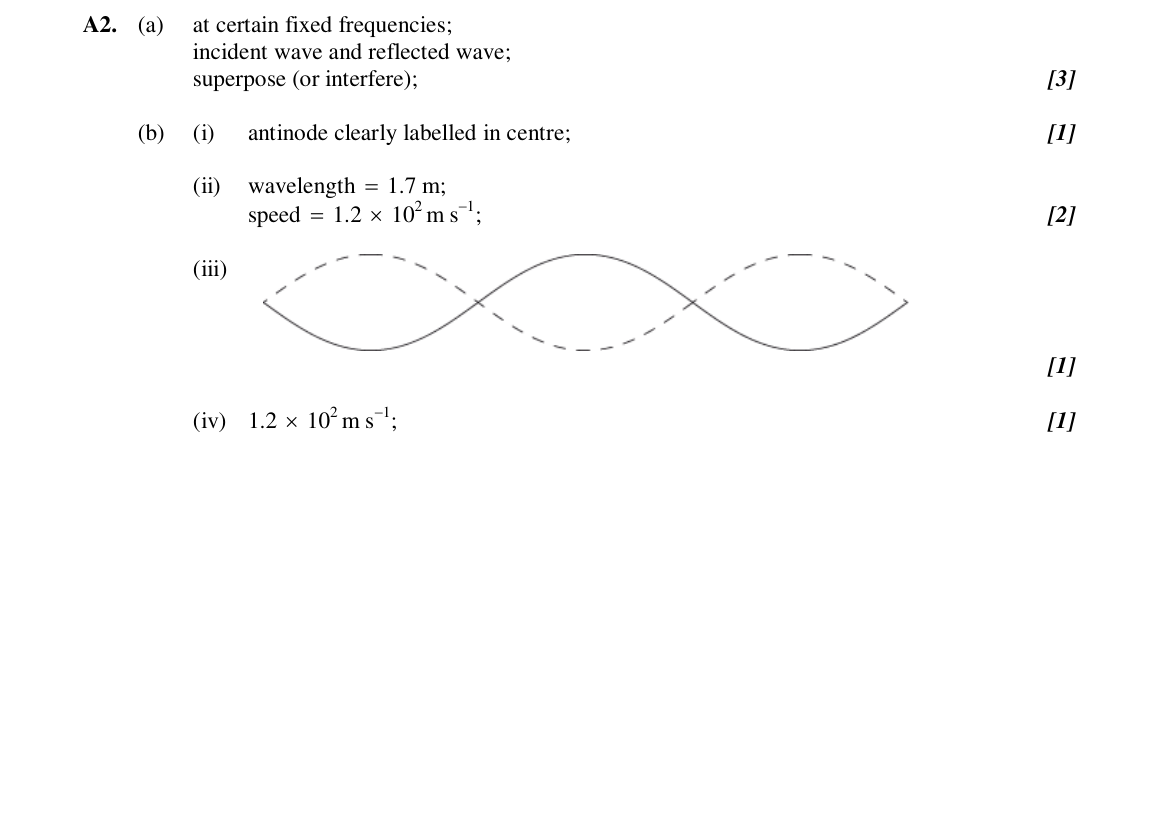 A2. (a) at certain fixed frequencies;
incident wave and reflected wave;
superpose (or interfere); [3]
(b) (i) antinode clearly labelled in centre; [1]
(ii) wavelength = 1.7 m;
speed = 1.2 × 10² m s⁻¹; [2]
(iii)
[1]
(iv) 1.2 × 10² m s⁻¹; [1]